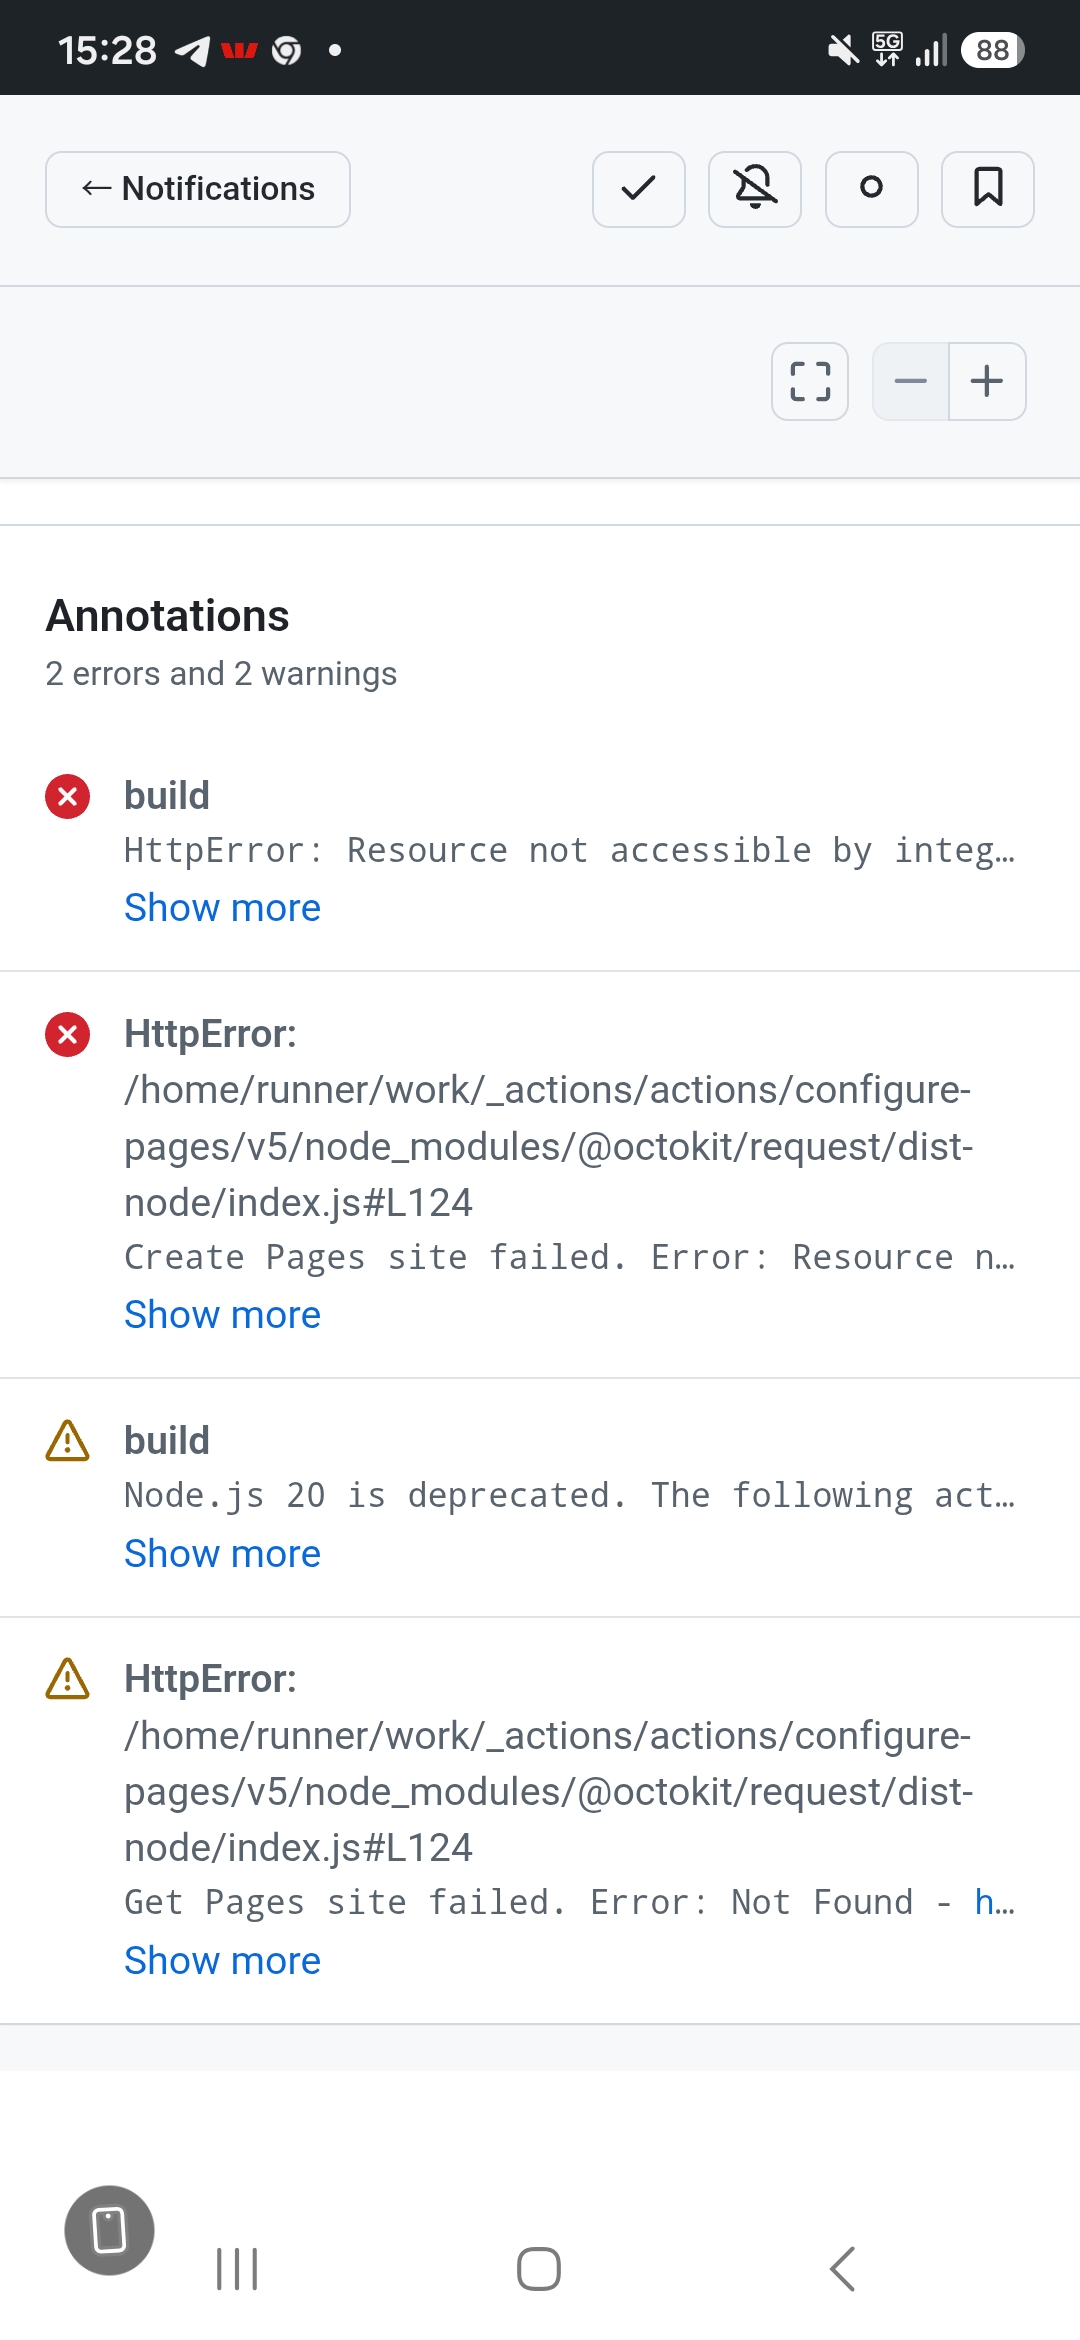 15:28
5G
88
← Notifications
Annotations
2 errors and 2 warnings
build
HttpError: Resource not accessible by integ…
Show more
HttpError:
/home/runner/work/_actions/actions/configure-
pages/v5/node_modules/@octokit/request/dist-
node/index.js#L124
Create Pages site failed. Error: Resource n…
Show more
build
Node.js 20 is deprecated. The following act…
Show more
HttpError:
/home/runner/work/_actions/actions/configure-
pages/v5/node_modules/@octokit/request/dist-
node/index.js#L124
Get Pages site failed. Error: Not Found - h…
Show more